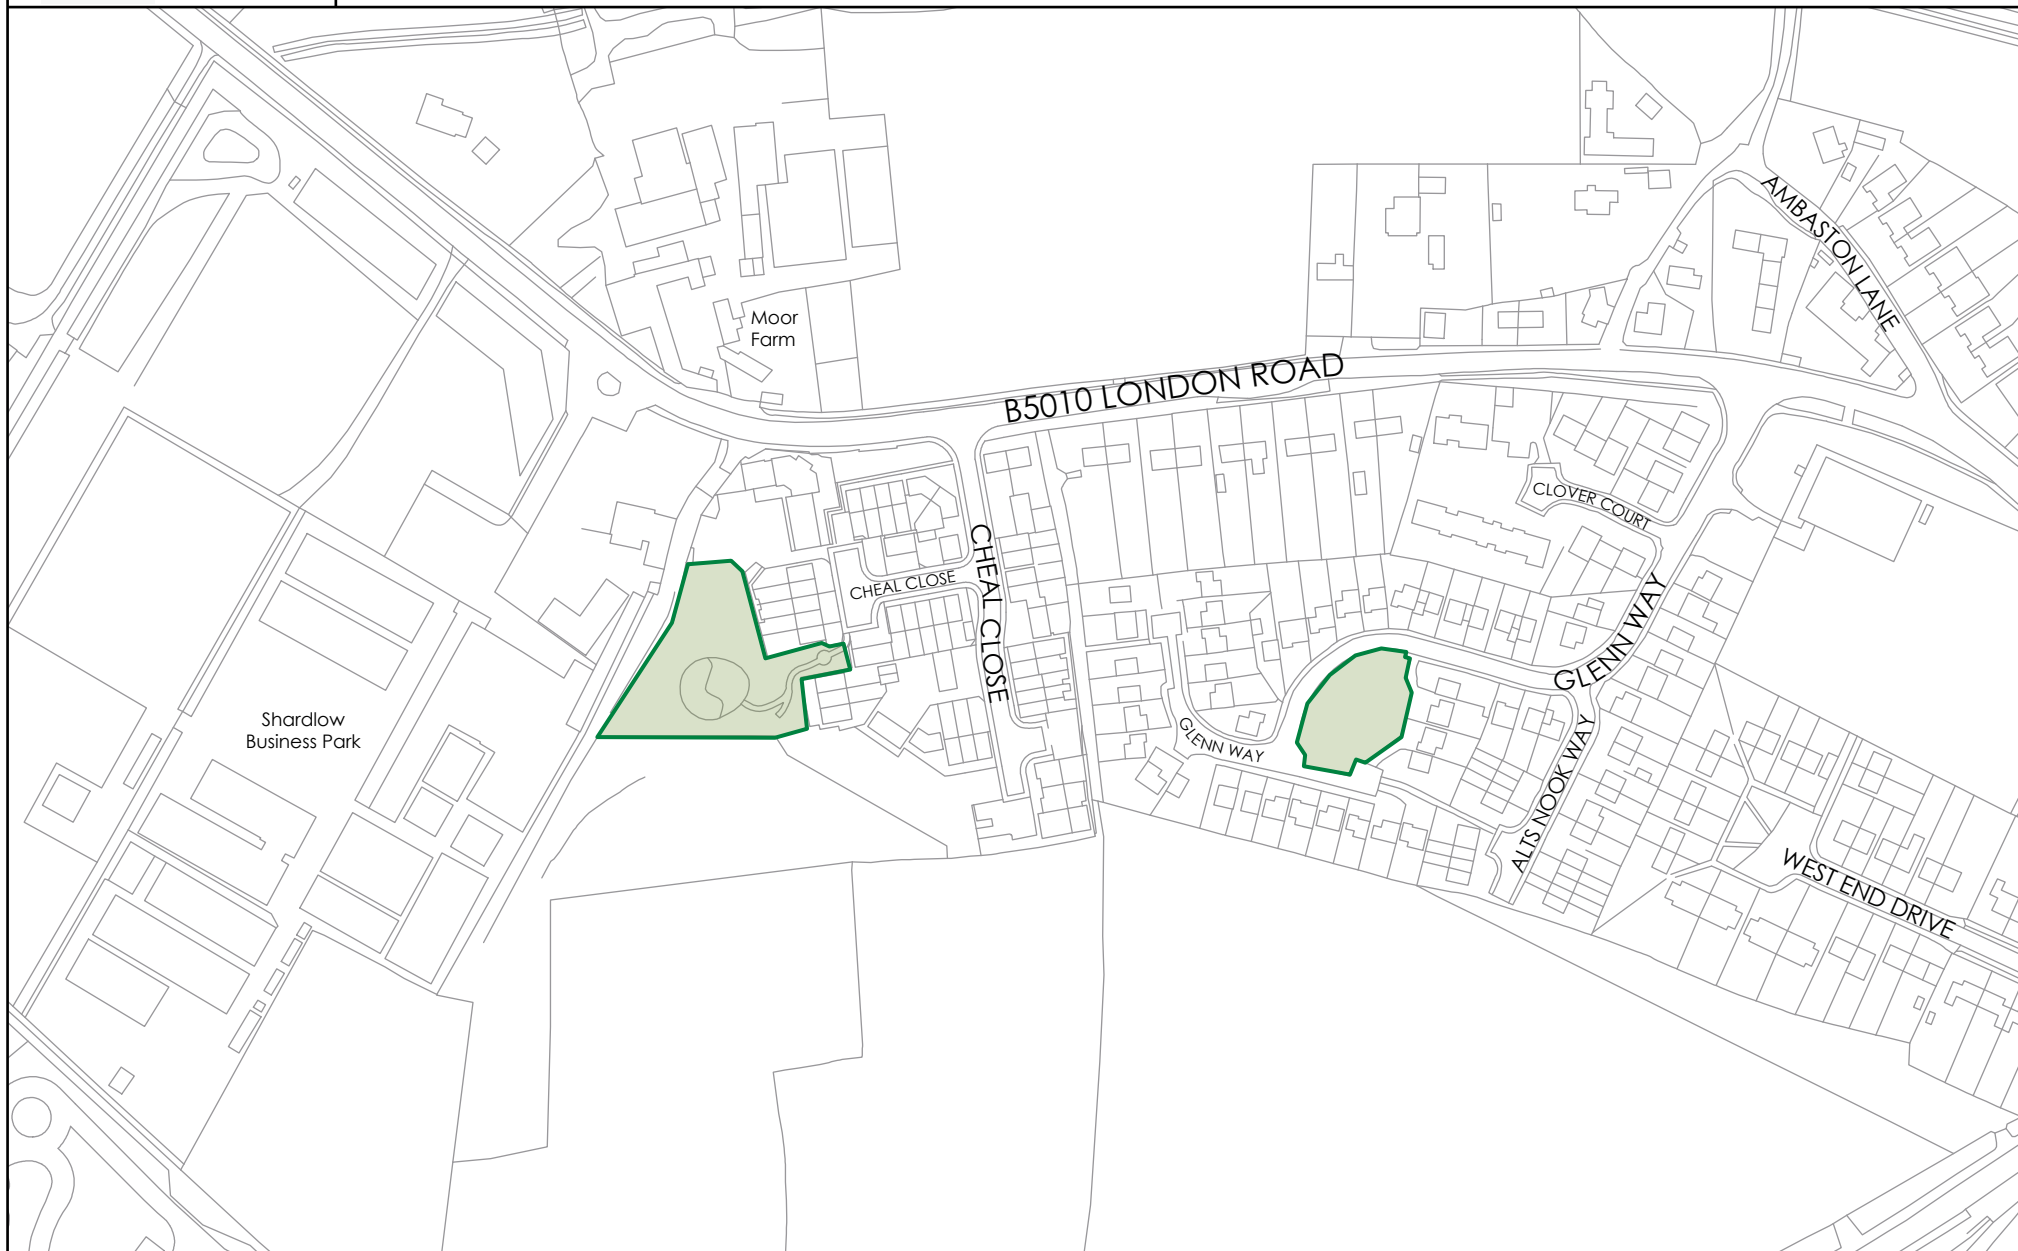 AMBASTON LANE
Moor
Farm
B5010 LONDON ROAD
CLOVER COURT
CHEAL CLOSE
CHEAL CLOSE
GLENN WAY
Shardlow
Business Park
GLENN WAY
ALTS NOOK WAY
WEST END DRIVE